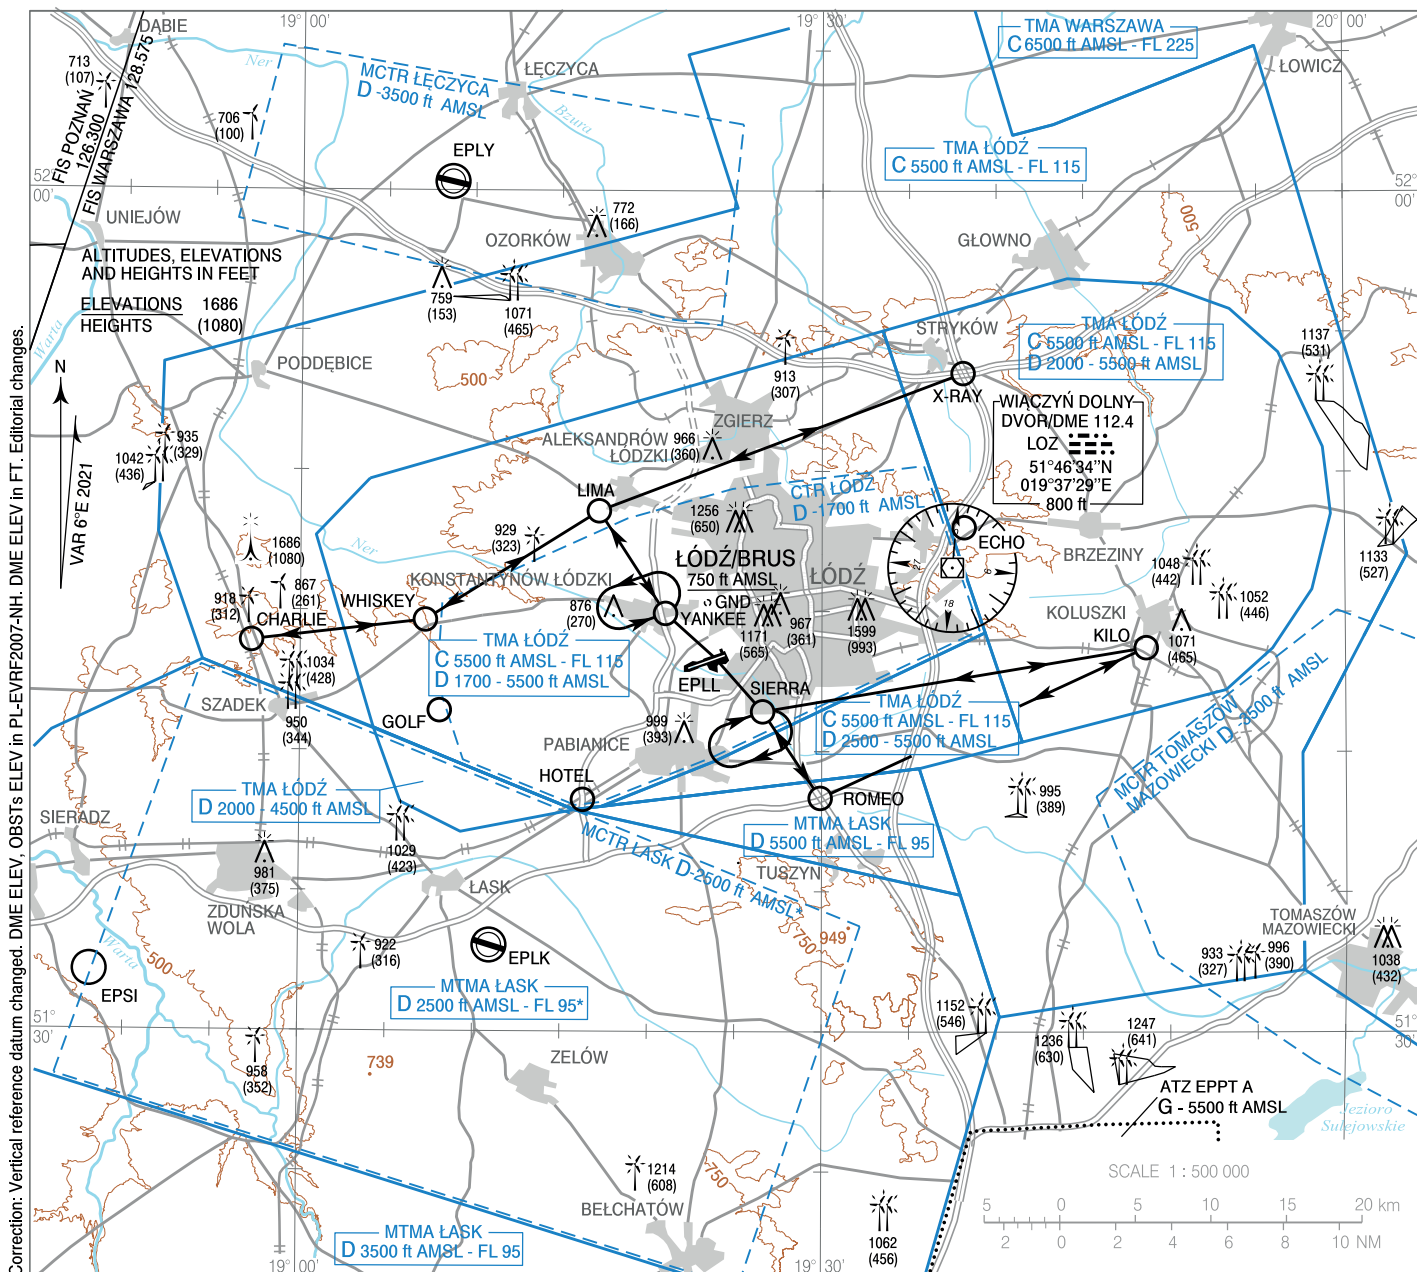 19° 00'
19° 30'
20° 00'
DĄBIE
713
(107)
FIS POZNAŃ
126.300
FIS WARSZAWA 128.575
Ner
706
(100)
MCTR ŁĘCZYCA
D -3500 ft AMSL
ŁĘCZYCA
Bzura
TMA WARSZAWA
C 6500 ft AMSL - FL 225
ŁOWICZ
EPLY
TMA ŁÓDŹ
C 5500 ft AMSL - FL 115
52°
00'
52°
00'
UNIEJÓW
772
(166)
OZORKÓW
GŁOWNO
500
ALTITUDES, ELEVATIONS
AND HEIGHTS IN FEET
ELEVATIONS 1686
HEIGHTS (1080)
759
(153)
1071
(465)
Warta
STRYKÓW
TMA ŁÓDŹ
C 5500 ft AMSL - FL 115
D 2000 - 5500 ft AMSL
1137
(531)
N
PODDĘBICE
500
913
(307)
X-RAY
VAR 6°E 2021
935
(329)
1042
(436)
ZGIERZ
ALEKSANDRÓW
ŁÓDZKI
966
(360)
WIĄCZYŃ DOLNY
DVOR/DME 112.4
LOZ
51°46'34"N
019°37'29"E
800 ft
LIMA
CTR ŁÓDŹ
D -1700 ft AMSL
1256
(650)
929
(323)
Ner
1686
(1080)
ECHO
BRZEZINY
1133
(527)
ŁÓDŹ/BRUS
750 ft AMSL
GND
ŁÓDŹ
KONSTANTYNÓW ŁÓDZKI
27
9
18
1048
(442)
1052
(446)
867
(261)
918
(312)
CHARLIE
WHISKEY
876
(270)
YANKEE
1171
(565)
967
(361)
1599
(993)
KOLUSZKI
KILO
1071
(465)
TMA ŁÓDŹ
C 5500 ft AMSL - FL 115
D 1700 - 5500 ft AMSL
1034
(428)
EPLL
SIERRA
SZADEK
950
(344)
GOLF
999
(393)
PABIANICE
TMA ŁÓDŹ
C 5500 ft AMSL - FL 115
D 2500 - 5500 ft AMSL
MCTR TOMASZÓW
MAZOWIECKI D -3500 ft AMSL
HOTEL
TMA ŁÓDŹ
D 2000 - 4500 ft AMSL
ROMEO
995
(389)
SIERADZ
MTMA ŁASK
D 5500 ft AMSL - FL 95
MCTR ŁASK D-2500 ft AMSL*
1029
(423)
981
(375)
TUSZYN
ŁASK
ZDUŃSKA
WOLA
TOMASZÓW
MAZOWIECKI
Warta
500
922
(316)
EPLK
750
949
933
(327)
996
(390)
1038
(432)
EPSI
MTMA ŁASK
D 2500 ft AMSL - FL 95*
1152
(546)
51°
30'
51°
30'
1236
(630)
1247
(641)
958
(352)
739
ZELÓW
ATZ EPPT A
G - 5500 ft AMSL
Jezioro
Sulejowskie
1214
(608)
750
SCALE 1 : 500 000
BEŁCHATÓW
MTMA ŁASK
D 3500 ft AMSL - FL 95
1062
(456)
5 0 5 10 15 20 km
2 0 2 4 6 8 10 NM
19° 00'
19° 30'
Correction: Vertical reference datum changed. DME ELEV, OBSTs ELEV in PL-EVRF2007-NH. DME ELEV in FT. Editorial changes.